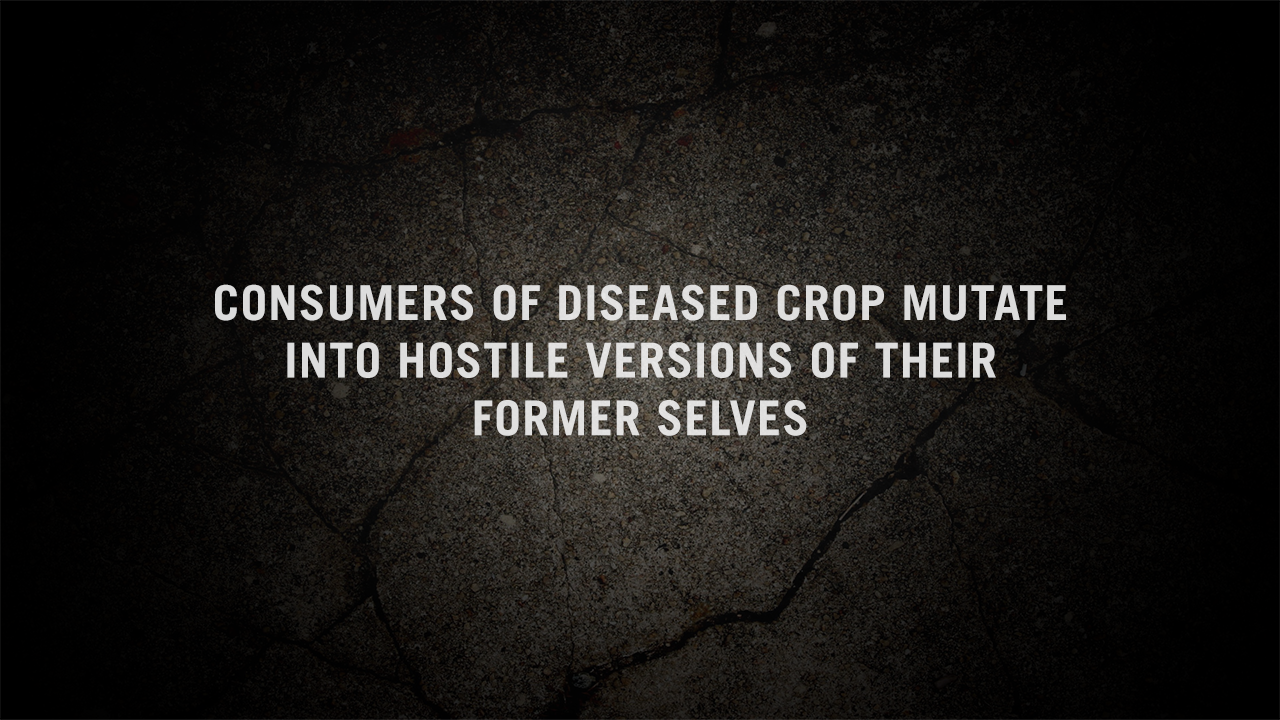 CONSUMERS OF DISEASED CROP MUTATE
INTO HOSTILE VERSIONS OF THEIR
FORMER SELVES